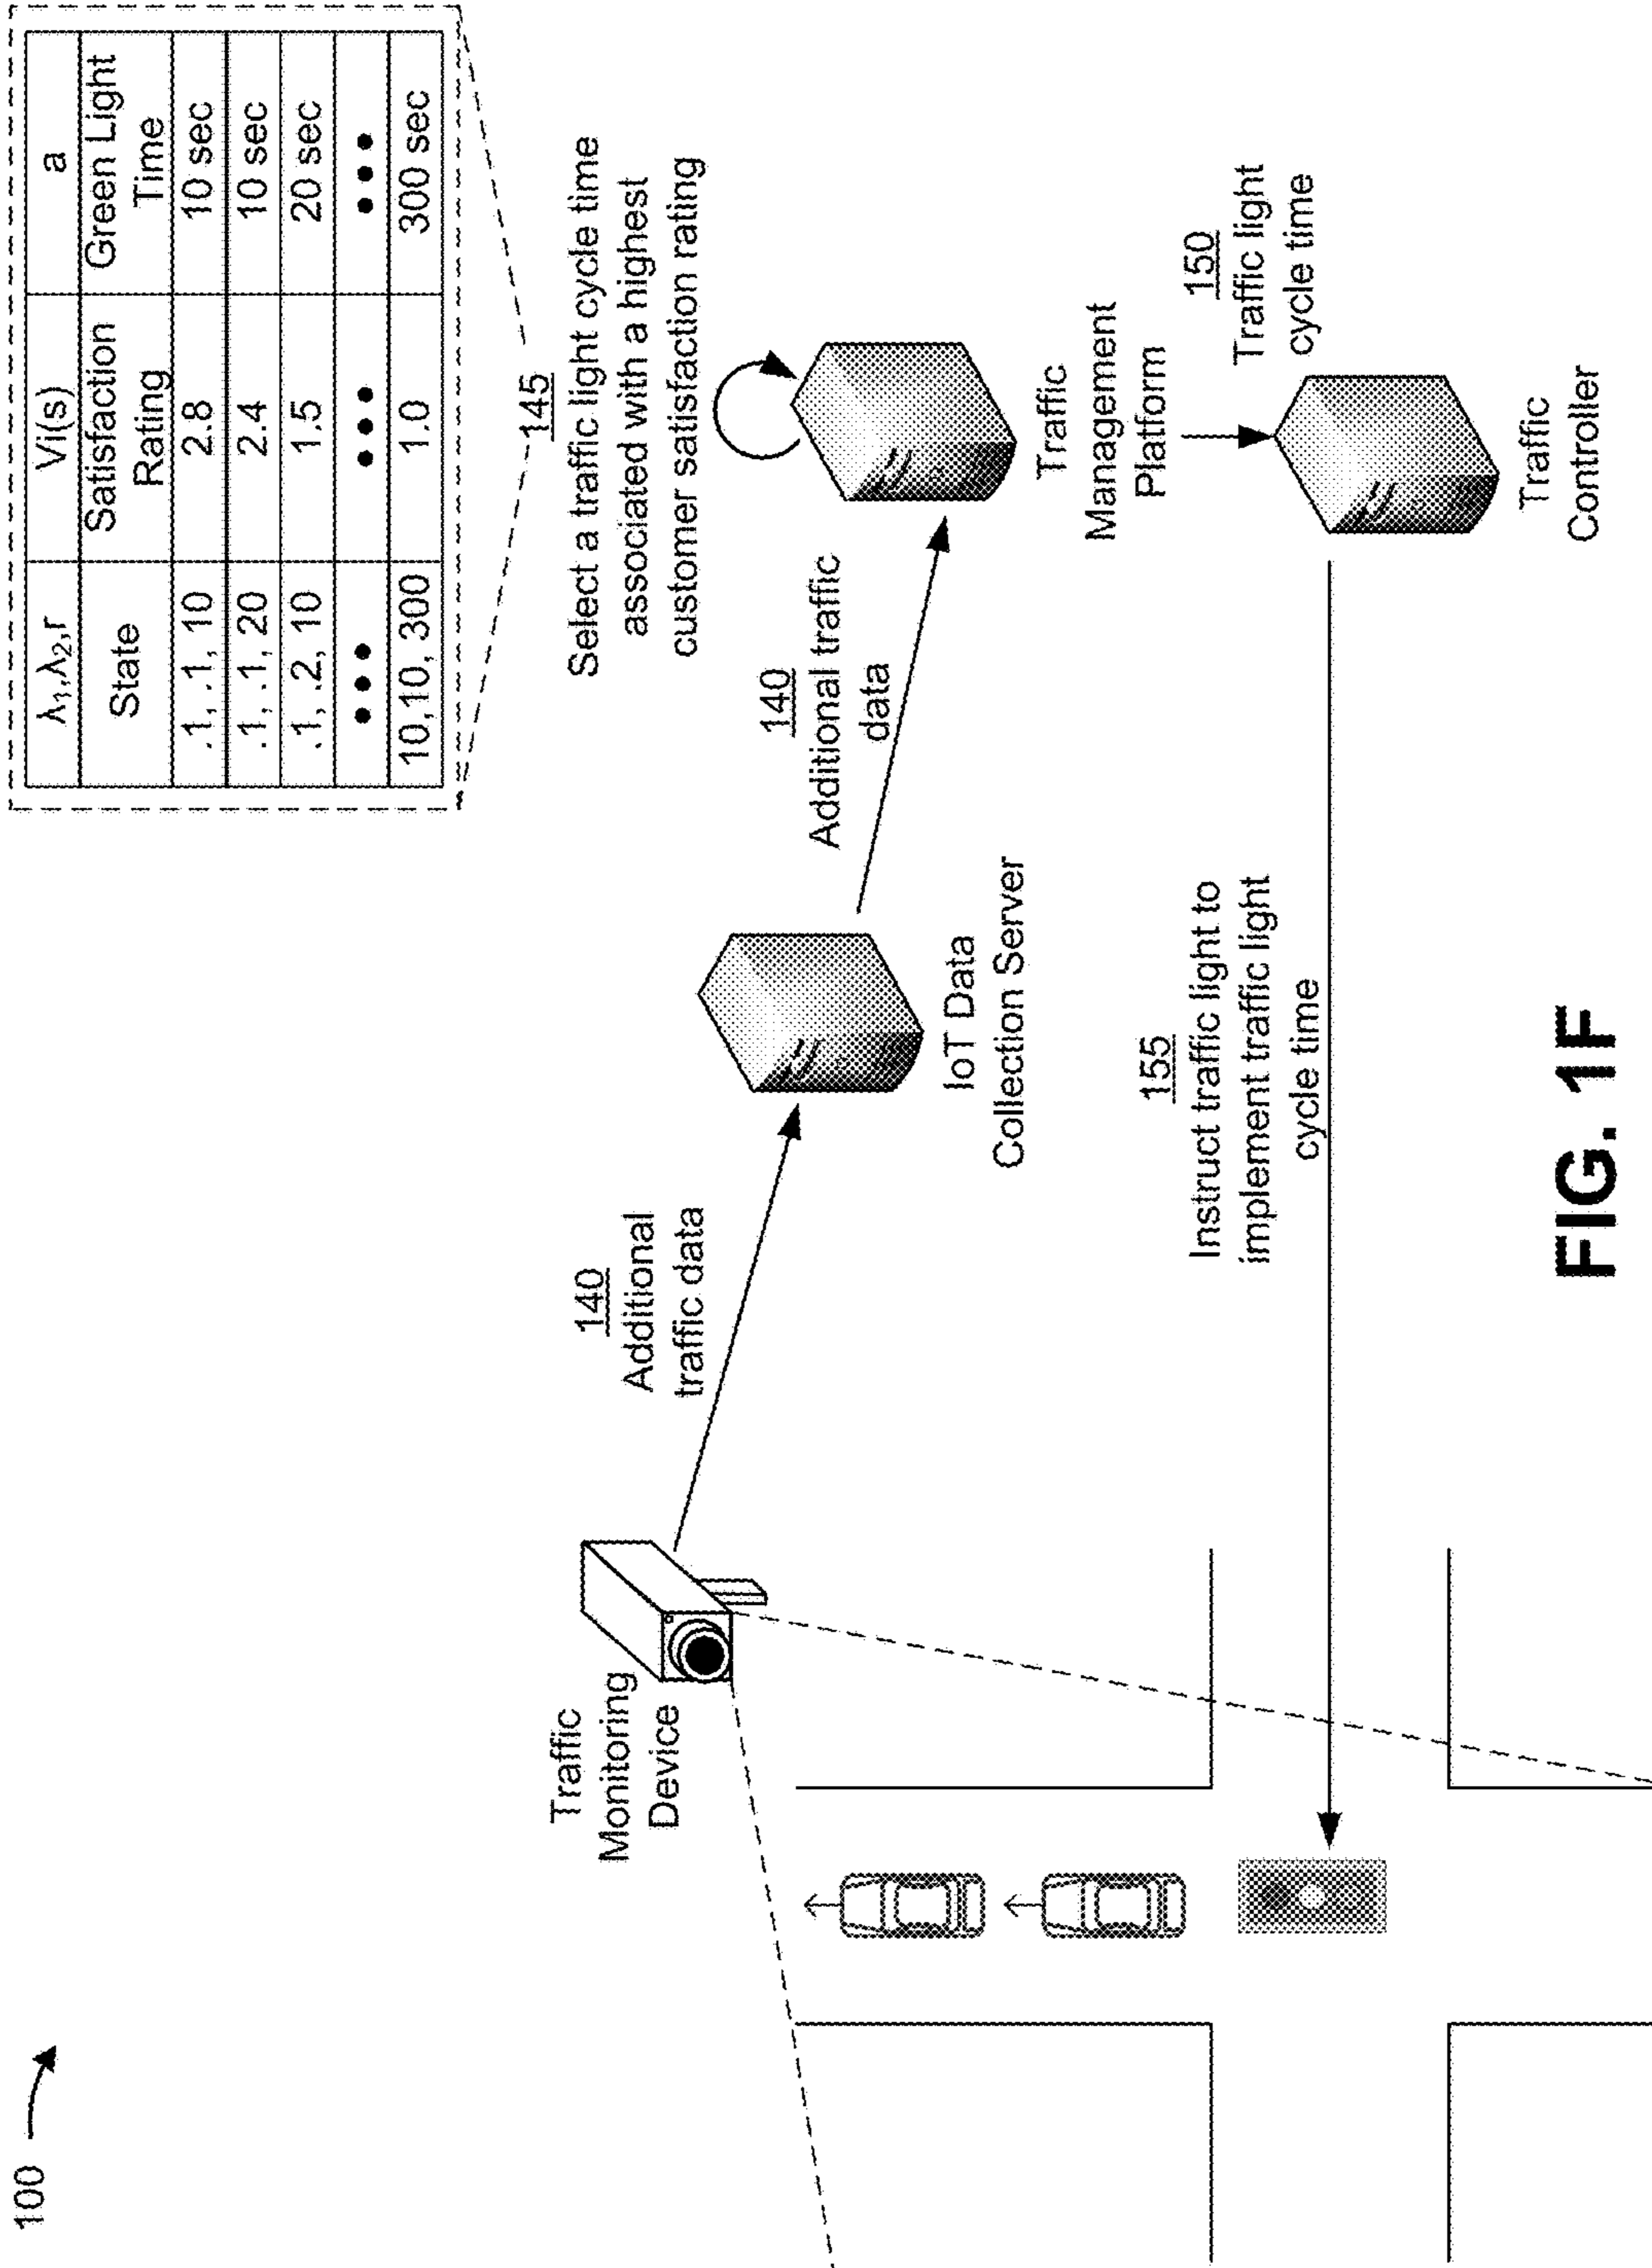 100
λ₁,λ₂,r Vi(s) a
State Satisfaction Rating Green Light Time
.1, .1, 10 2.8 10 sec
.1, .1, 20 2.4 10 sec
.1, .2, 10 1.5 20 sec
••• ••• •••
10,10, 300 1.0 300 sec
145
Select a traffic light cycle time
associated with a highest
customer satisfaction rating
Traffic
Monitoring
Device
140
Additional
traffic data
IoT Data
Collection Server
140
Additional traffic
data
Traffic
Management
Platform
150
Traffic light
cycle time
Traffic
Controller
155
Instruct traffic light to
implement traffic light
cycle time
FIG. 1F